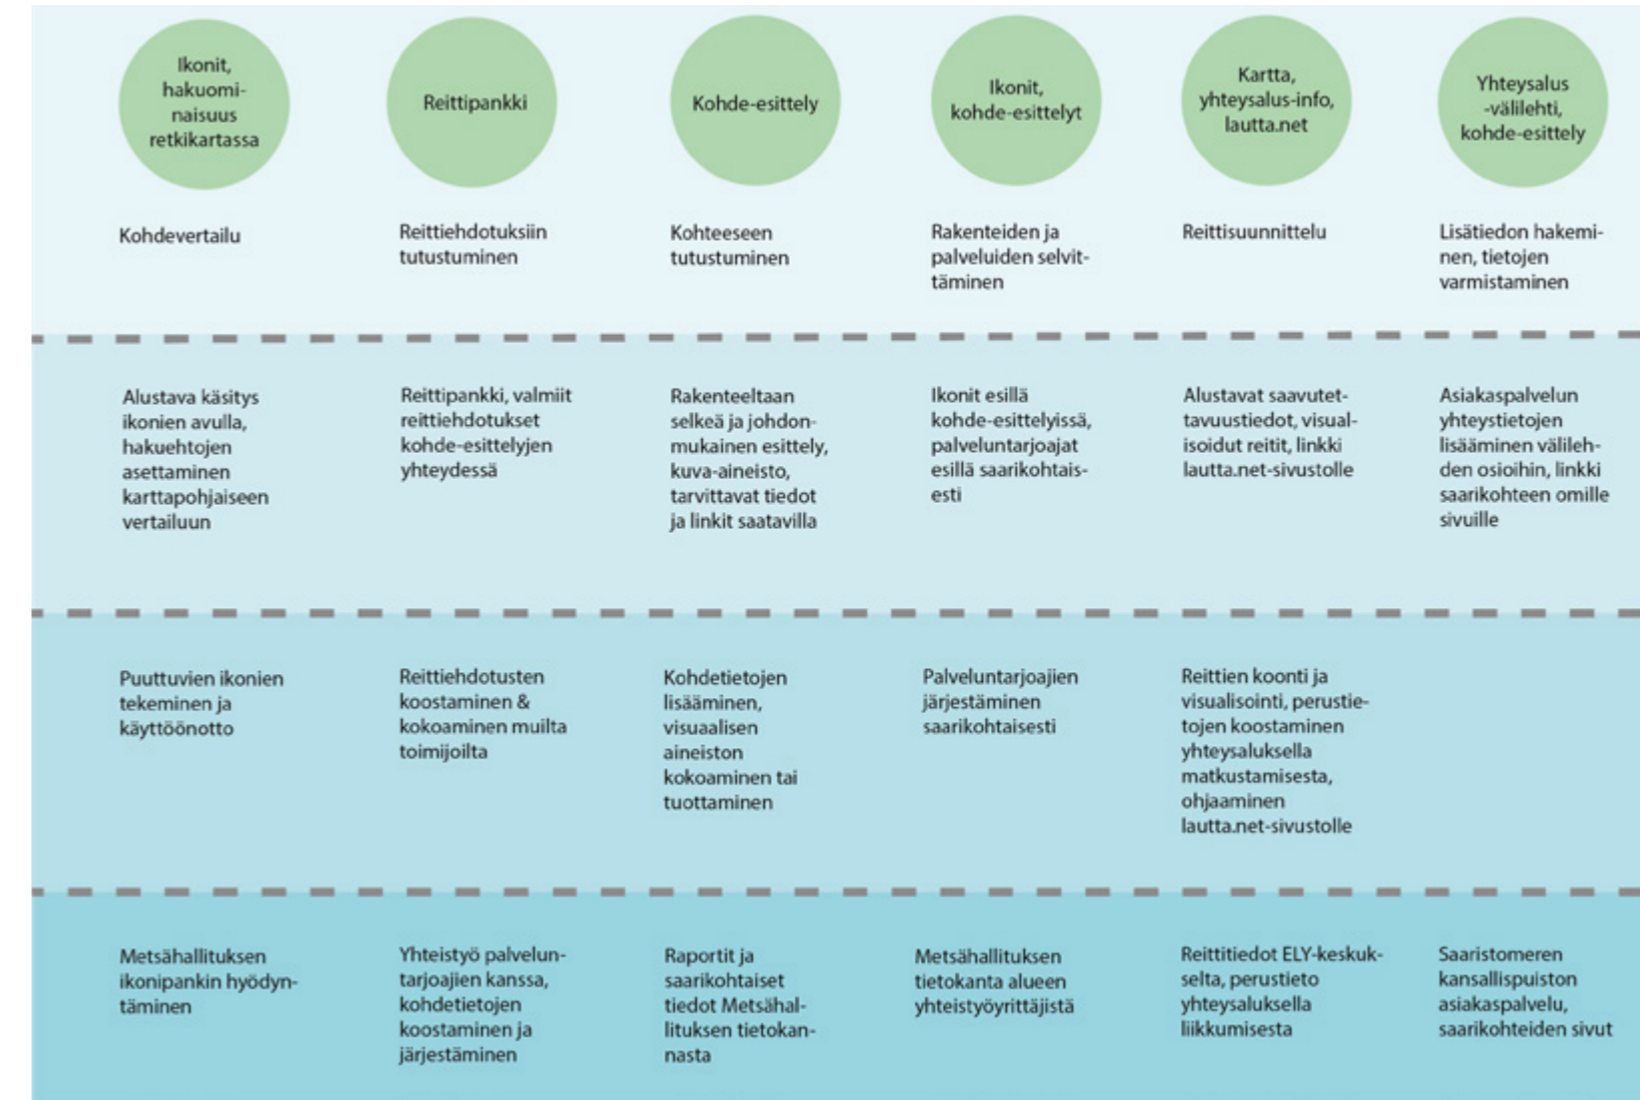 Ikonit,
hakuomi-
naisuus
retkikartassa
Reittipankki
Kohde-esittely
Ikonit,
kohde-esittelyt
Kartta,
yhteysalus-info,
lautta.net
Yhteysalus
-välilehti,
kohde-esittely
Kohdevertailu
Reittiehdotuksiin
tutustuminen
Kohteeseen
tutustuminen
Rakenteiden ja
palveluiden selvit-
täminen
Reittisuunnittelu
Lisätiedon hakemi-
nen, tietojen
varmistaminen
Alustava käsitys
ikonien avulla,
hakuehtojen
asettaminen
karttapohjaiseen
vertailuun
Reittipankki, valmiit
reittiehdotukset
kohde-esittelyjen
yhteydessä
Rakenteeltaan
selkeä ja johdon-
mukainen esittely,
kuva-aineisto,
tarvittavat tiedot
ja linkit saatavilla
Ikonit esillä
kohde-esittelyissä,
palveluntarjoajat
esillä saarikohtais-
esti
Alustavat saavutet-
tavuustiedot, visual-
isoidut reitit, linkki
lautta.net-sivustolle
Asiakaspalvelun
yhteystietojen
lisääminen välileh-
den osioihin, linkki
saarikohteen omille
sivuille
Puuttuvien ikonien
tekeminen ja
käyttöönotto
Reittiehdotusten
koostaminen &
kokoaminen muilta
toimijoilta
Kohdetietojen
lisääminen,
visuaalisen
aineiston
kokoaminen tai
tuottaminen
Palveluntarjoajien
järjestäminen
saarikohtaisesti
Reittien koonti ja
visualisointi, perustie-
tojen koostaminen
yhteysaluksella
matkustamisesta,
ohjaaminen
lautta.net-sivustolle
Metsähallituksen
ikonipankin hyödyn-
täminen
Yhteistyö palvelun-
tarjoajien kanssa,
kohdetietojen
koostaminen ja
järjestäminen
Raportit ja
saarikohtaiset
tiedot Metsähal-
lituksen tietokan-
nasta
Metsähallituksen
tietokanta alueen
yhteistyöyrittäjistä
Reittitiedot ELY-keskuk-
selta, perustieto
yhteysaluksella
liikkumisesta
Saaristomeren
kansallispuiston
asiakaspalvelu,
saarikohteiden sivut